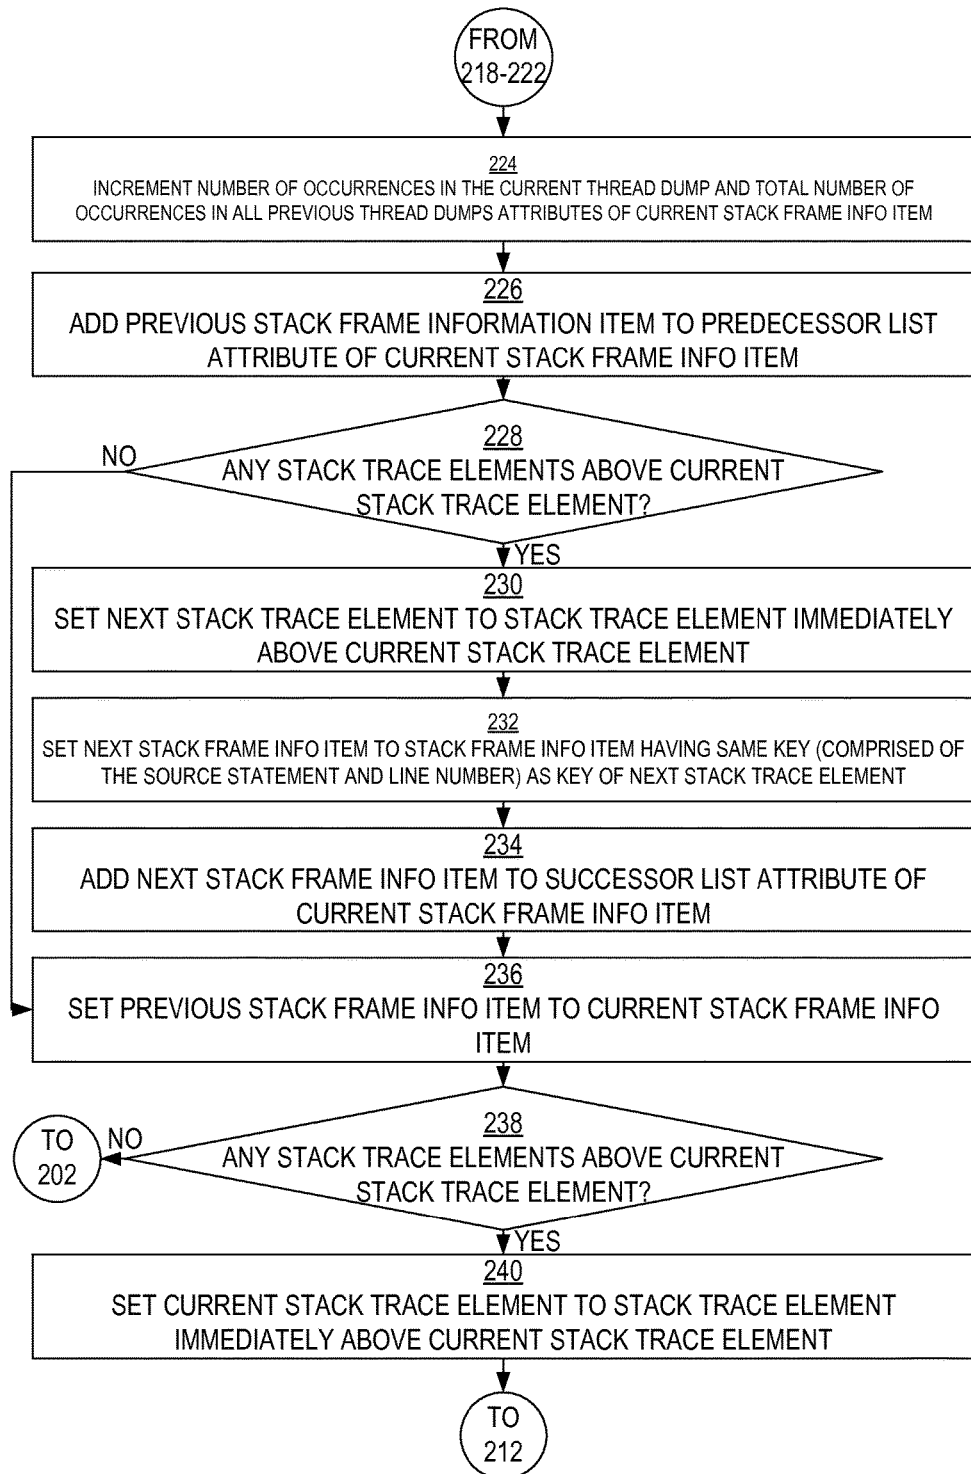 FROM
218-222
224
INCREMENT NUMBER OF OCCURRENCES IN THE CURRENT THREAD DUMP AND TOTAL NUMBER OF
OCCURRENCES IN ALL PREVIOUS THREAD DUMPS ATTRIBUTES OF CURRENT STACK FRAME INFO ITEM
226
ADD PREVIOUS STACK FRAME INFORMATION ITEM TO PREDECESSOR LIST
ATTRIBUTE OF CURRENT STACK FRAME INFO ITEM
228
NO
ANY STACK TRACE ELEMENTS ABOVE CURRENT
STACK TRACE ELEMENT?
YES
230
SET NEXT STACK TRACE ELEMENT TO STACK TRACE ELEMENT IMMEDIATELY
ABOVE CURRENT STACK TRACE ELEMENT
232
SET NEXT STACK FRAME INFO ITEM TO STACK FRAME INFO ITEM HAVING SAME KEY (COMPRISED OF
THE SOURCE STATEMENT AND LINE NUMBER) AS KEY OF NEXT STACK TRACE ELEMENT
234
ADD NEXT STACK FRAME INFO ITEM TO SUCCESSOR LIST ATTRIBUTE OF
CURRENT STACK FRAME INFO ITEM
236
SET PREVIOUS STACK FRAME INFO ITEM TO CURRENT STACK FRAME INFO
ITEM
238
ANY STACK TRACE ELEMENTS ABOVE CURRENT
STACK TRACE ELEMENT?
NO
TO
202
YES
240
SET CURRENT STACK TRACE ELEMENT TO STACK TRACE ELEMENT
IMMEDIATELY ABOVE CURRENT STACK TRACE ELEMENT
TO
212